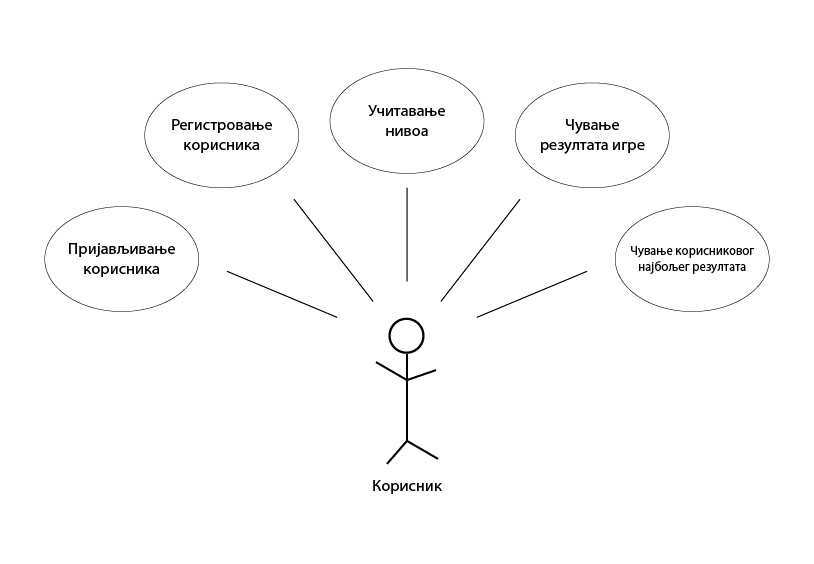 Учитавање
нивоа
Регистровање
корисника
Чување
резултата игре
Пријављивање
корисника
Чување корисниковог
најбољег резултата
Корисник